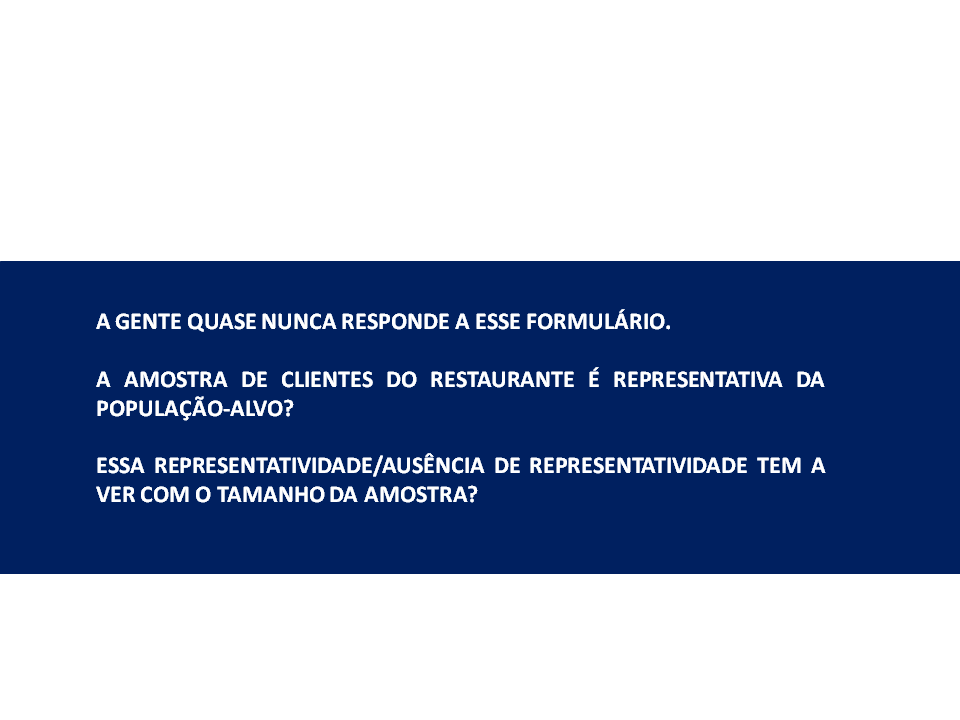 A GENTE QUASE NUNCA RESPONDE A ESSE FORMULÁRIO.
A AMOSTRA DE CLIENTES DO RESTAURANTE É REPRESENTATIVA DA
POPULAÇÃO-ALVO?
ESSA REPRESENTATIVIDADE/AUSÊNCIA DE REPRESENTATIVIDADE TEM A
VER COM O TAMANHO DA AMOSTRA?